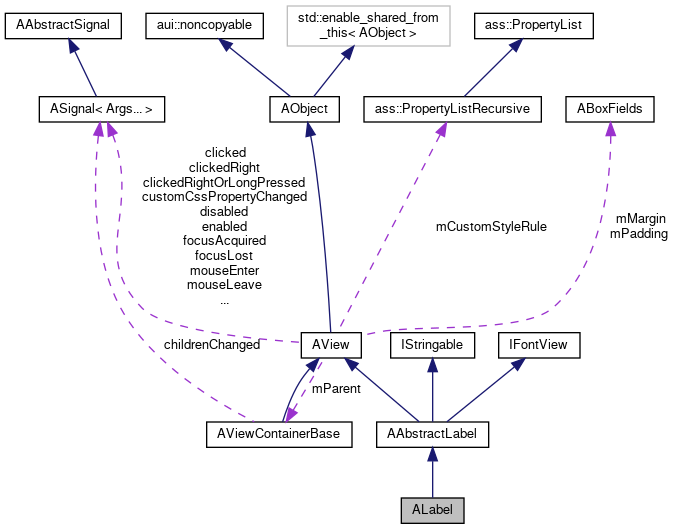 AAbstractSignal
aui::noncopyable
std::enable_shared_from
_this< AObject >
ass::PropertyList
ASignal< Args... >
AObject
ass::PropertyListRecursive
ABoxFields
clicked
clickedRight
clickedRightOrLongPressed
customCssPropertyChanged
disabled
enabled
focusAcquired
focusLost
mouseEnter
mouseLeave
...
mCustomStyleRule
mMargin
mPadding
childrenChanged
AView
IStringable
IFontView
mParent
AViewContainerBase
AAbstractLabel
ALabel